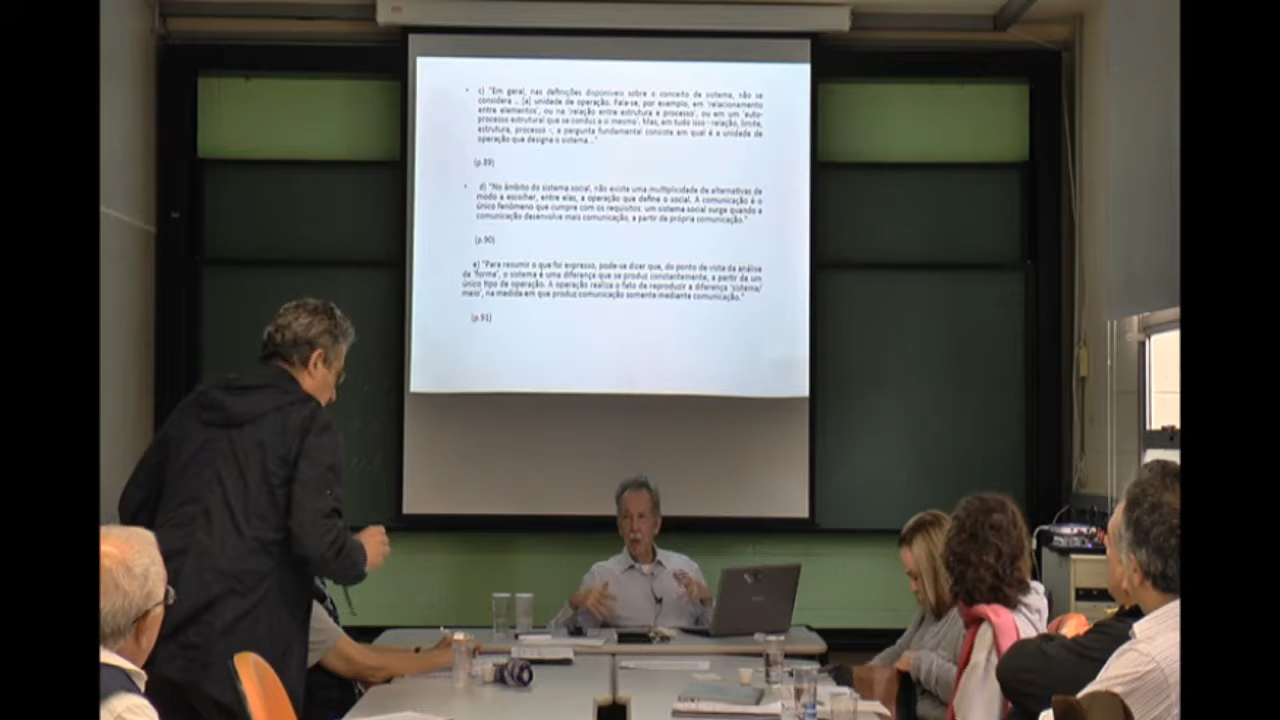 • c) "Em geral, nas definições disponíveis sobre o conceito de sistema, não se
considera ... [a] unidade de operação. Fala-se, por exemplo, em 'relacionamento
entre elementos', ou na 'relação entre estrutura e processo', ou em um 'auto-
processo estrutural que se conduz a si mesmo'. Mas, em tudo isso - relação, limite,
estrutura, processo -, a pergunta fundamental consiste em qual é a unidade de
operação que designa o sistema..."
(p.89)
• d) "No âmbito do sistema social, não existe uma multiplicidade de alternativas de
modo a escolher, entre elas, a operação que define o social. A comunicação é o
único fenômeno que cumpre com os requisitos: um sistema social surge quando a
comunicação desenvolve mais comunicação, a partir da própria comunicação."
(p.90)
e) "Para resumir o que foi expresso, pode-se dizer que, do ponto de vista da análise
da 'forma', o sistema é uma diferença que se produz constantemente, a partir de um
único tipo de operação. A operação realiza o fato de reproduzir a diferença 'sistema/
meio', na medida em que produz comunicação somente mediante comunicação."
(p.91)